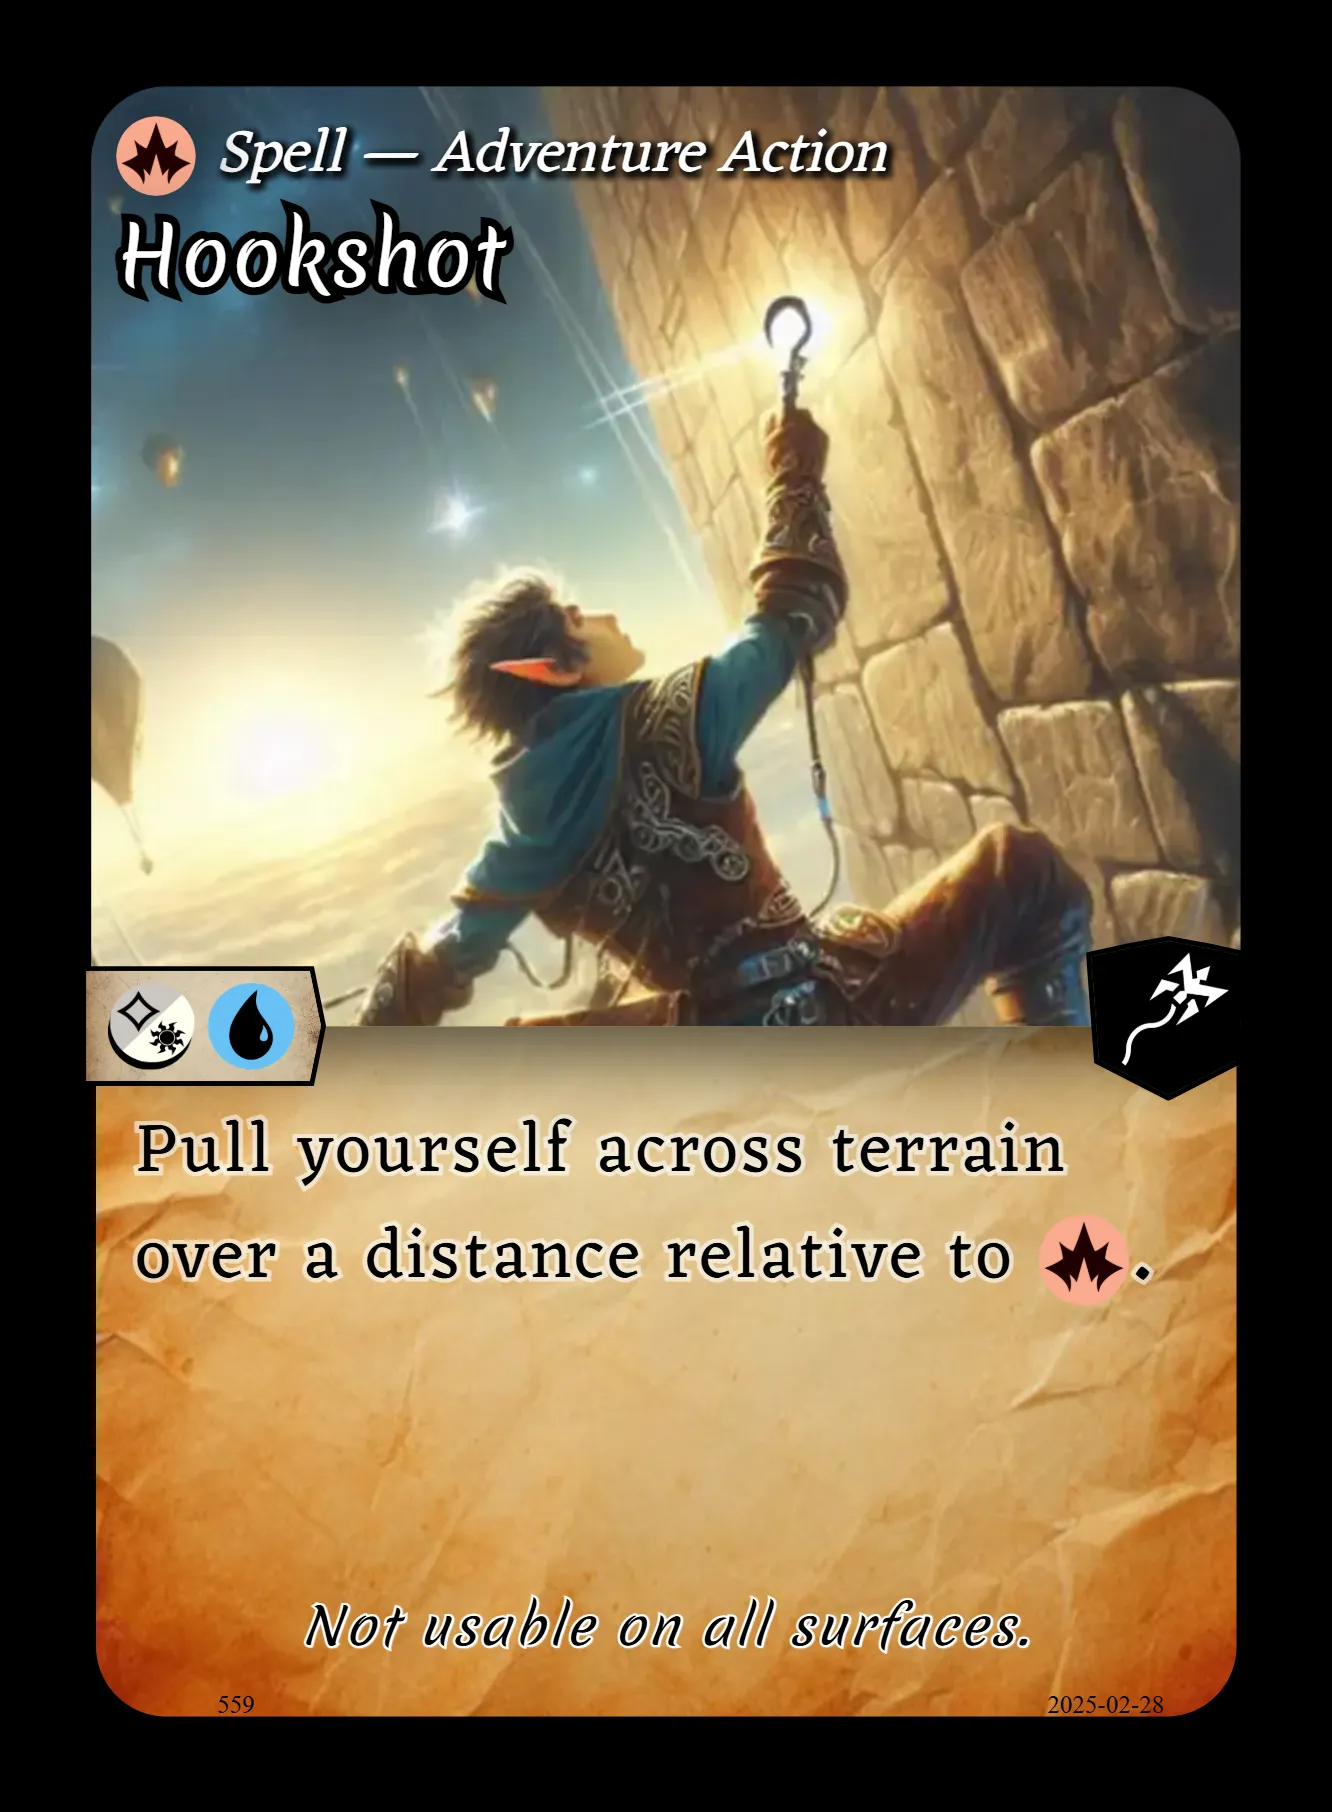 Spell — Adventure Action
Hookshot
Pull yourself across terrain
over a distance relative to .
Not usable on all surfaces.
559
2025-02-28